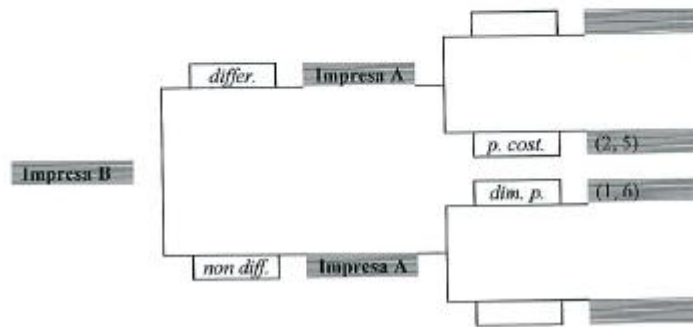 differ.
Impresa A
p. cost.
(2, 5)
Impresa B
dim. p.
(1, 6)
non diff.
Impresa A